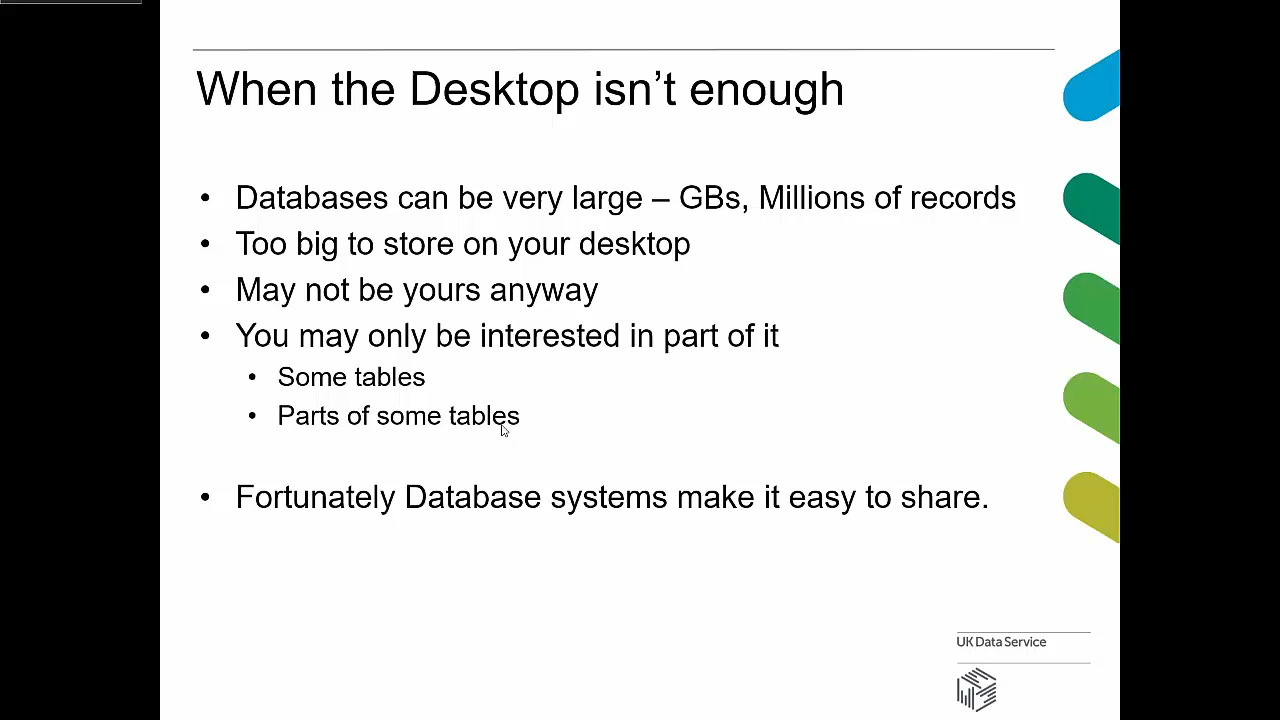 When the Desktop isn’t enough
• Databases can be very large – GBs, Millions of records
• Too big to store on your desktop
• May not be yours anyway
• You may only be interested in part of it
• Some tables
• Parts of some tables
• Fortunately Database systems make it easy to share.
UK Data Service